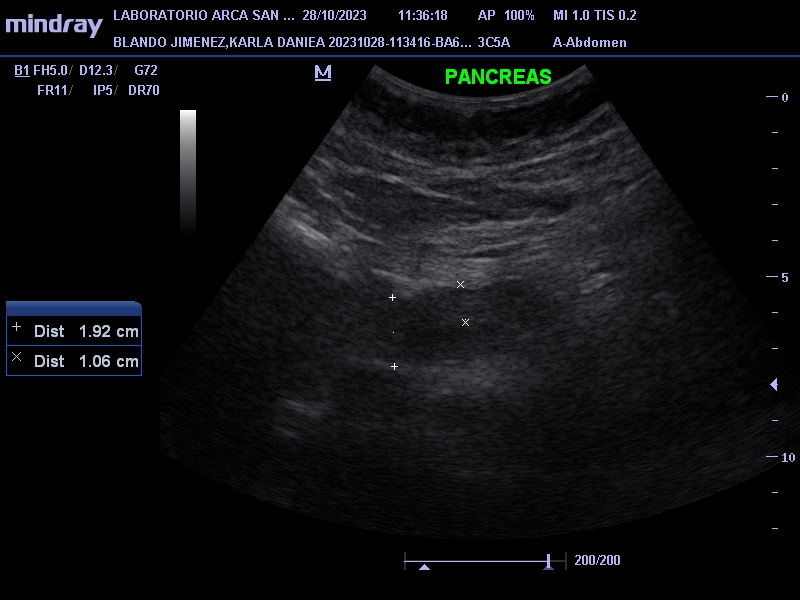 mindray
LABORATORIO ARCA SAN ... 28/10/2023 11:36:18 AP 100% MI 1.0 TIS 0.2
BLANDO JIMENEZ,KARLA DANIEA 20231028-113416-BA6... 3C5A A-Abdomen
B1 FH5.0/ D12.3/ G72
FR11/ IP5/ DR70
M
PANCREAS
0
5
10
+ Dist 1.92 cm
× Dist 1.06 cm
200/200